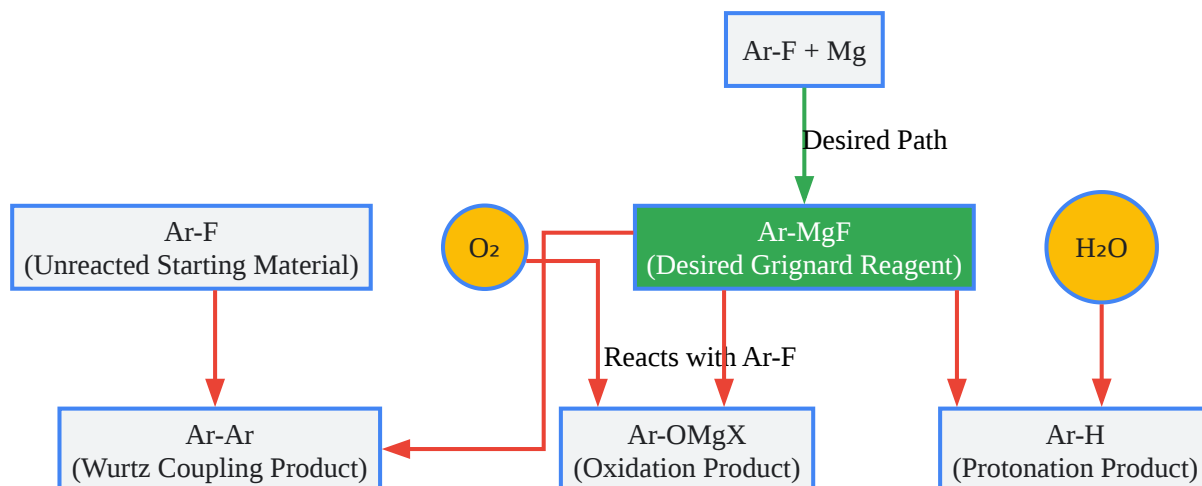 Ar-F + Mg
Desired Path
Ar-F
(Unreacted Starting Material)
O₂
Ar-MgF
(Desired Grignard Reagent)
H₂O
Reacts with Ar-F
Ar-Ar
(Wurtz Coupling Product)
Ar-OMgX
(Oxidation Product)
Ar-H
(Protonation Product)